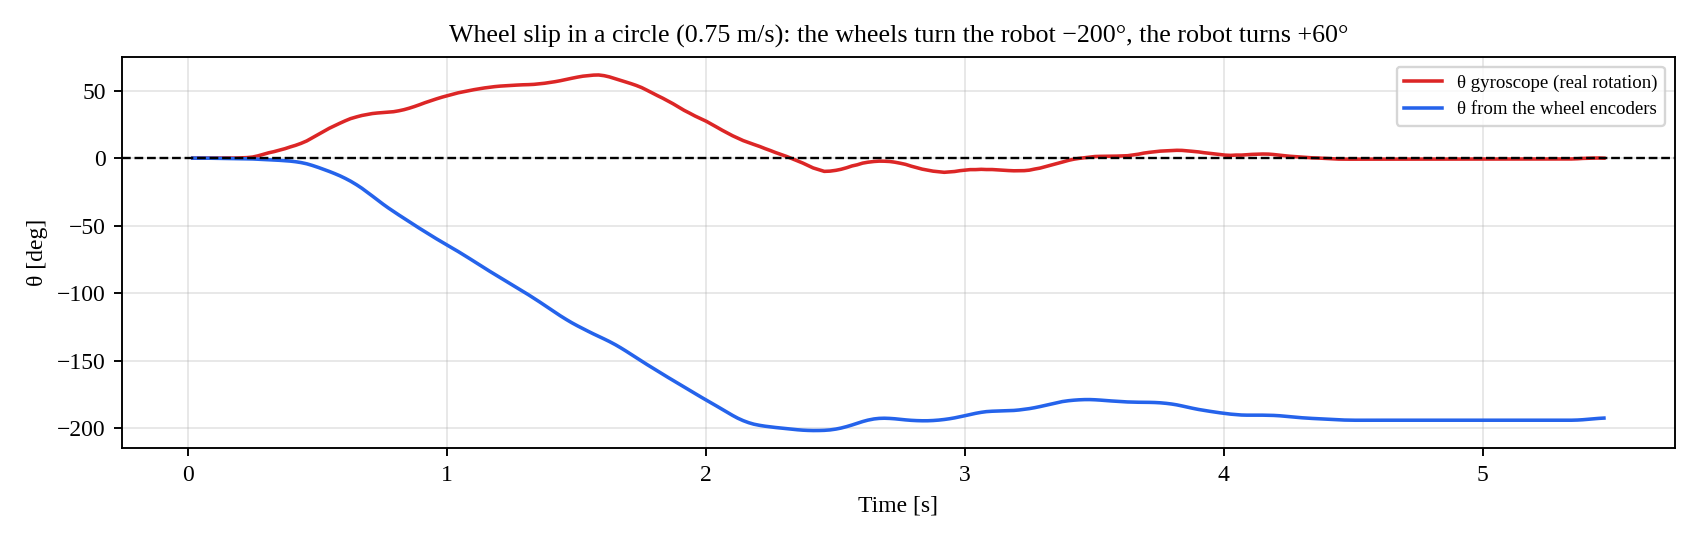 Wheel slip in a circle (0.75 m/s): the wheels turn the robot −200°, the robot turns +60°
θ gyroscope (real rotation)
θ from the wheel encoders
θ [deg]
50
0
−50
−100
−150
−200
0
1
2
3
4
5
Time [s]